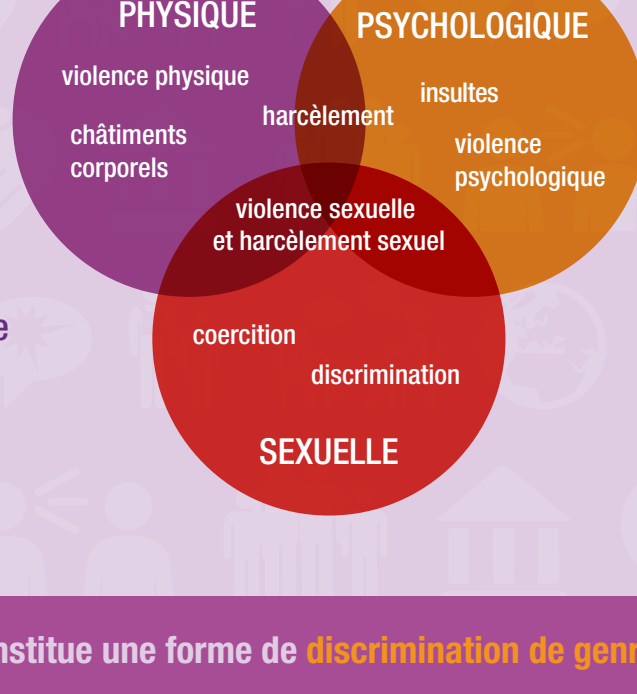 PHYSIQUE
PSYCHOLOGIQUE
violence physique
insultes
harcèlement
châtiments
corporels
violence
psychologique
violence sexuelle
et harcèlement sexuel
e
coercition
discrimination
SEXUELLE
nstitue une forme de discrimination de genr